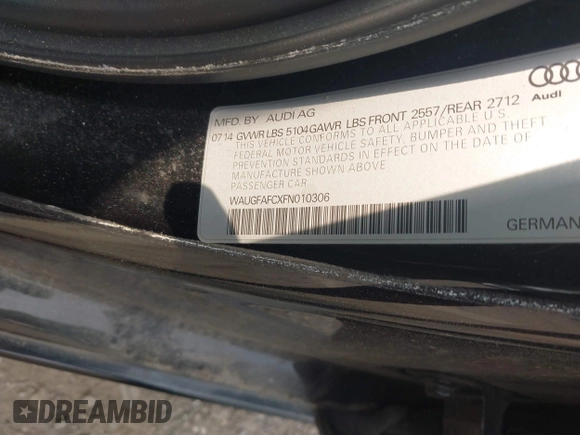 MFD. BY AUDI AG
07 14 GVWR LBS 5104 GAWR LBS FRONT 2557/REAR 2712
THIS VEHICLE CONFORMS TO ALL APPLICABLE U.S.
FEDERAL MOTOR VEHICLE SAFETY, BUMPER AND THEFT
PREVENTION STANDARDS IN EFFECT ON THE DATE OF
MANUFACTURE SHOWN ABOVE
PASSENGER CAR
WAUGFAFCXFN010306
Audi
GERMAN
DREAMBID